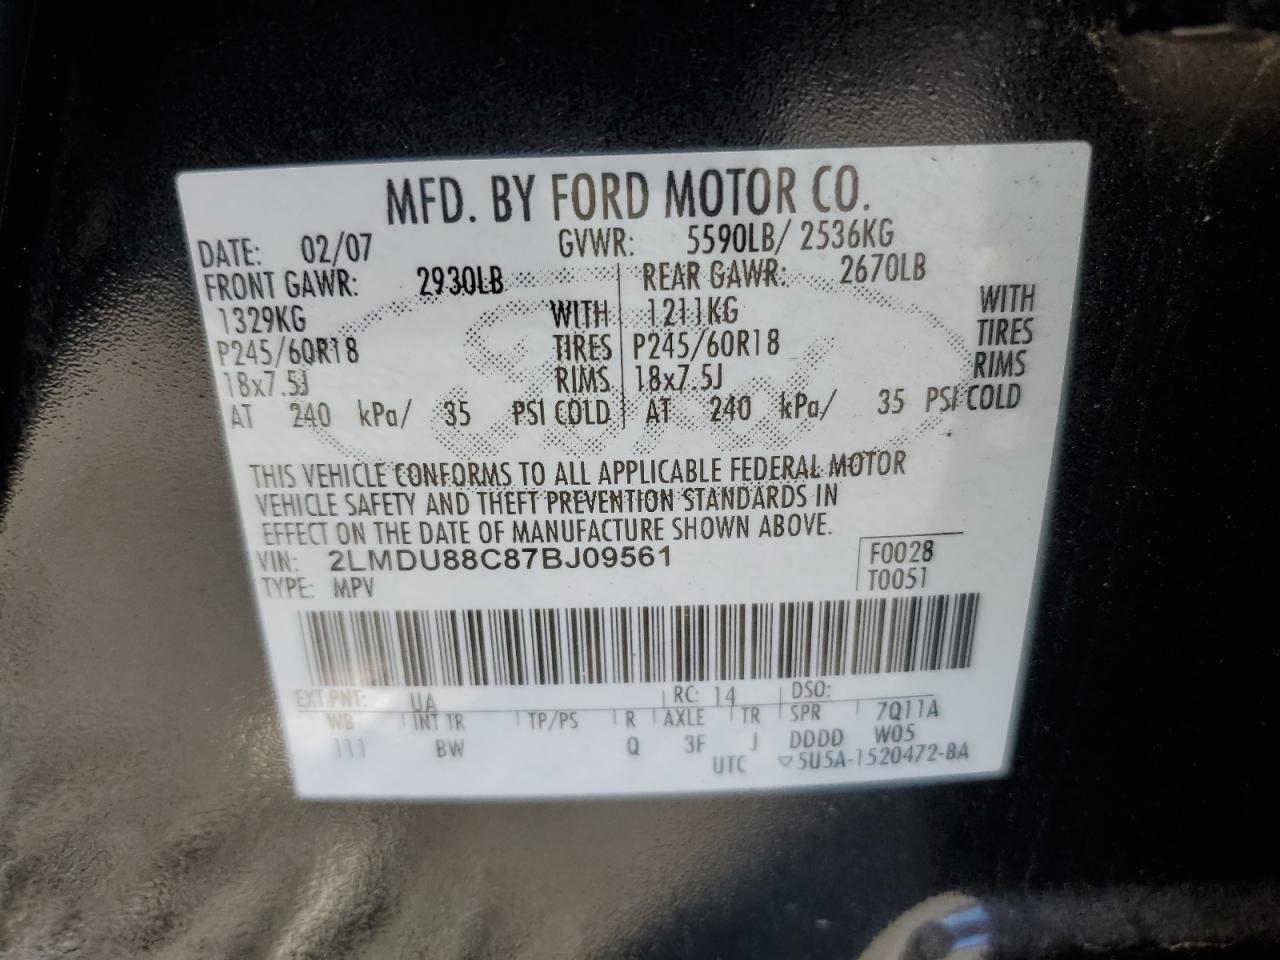 MFD. BY FORD MOTOR CO.
DATE: 02/07 GVWR: 5590LB/ 2536KG
FRONT GAWR: 2930LB REAR GAWR: 2670LB
1329KG WITH 1211KG WITH
P245/60R18 TIRES P245/60R18 TIRES
18x7.5J RIMS 18x7.5J RIMS
AT 240 kPa/ 35 PSI COLD AT 240 kPa/ 35 PSI COLD
THIS VEHICLE CONFORMS TO ALL APPLICABLE FEDERAL MOTOR
VEHICLE SAFETY AND THEFT PREVENTION STANDARDS IN
EFFECT ON THE DATE OF MANUFACTURE SHOWN ABOVE.
VIN: 2LMDU88C87BJ09561 F0028
TYPE: MPV T0051
EXT PNT: UA RC: 14 DSO:
WB INT TR TP/PS R AXLE TR SPR 7Q11A
111 BW Q 3F J DDDD W05
UTC ▽5U5A-1520472-BA